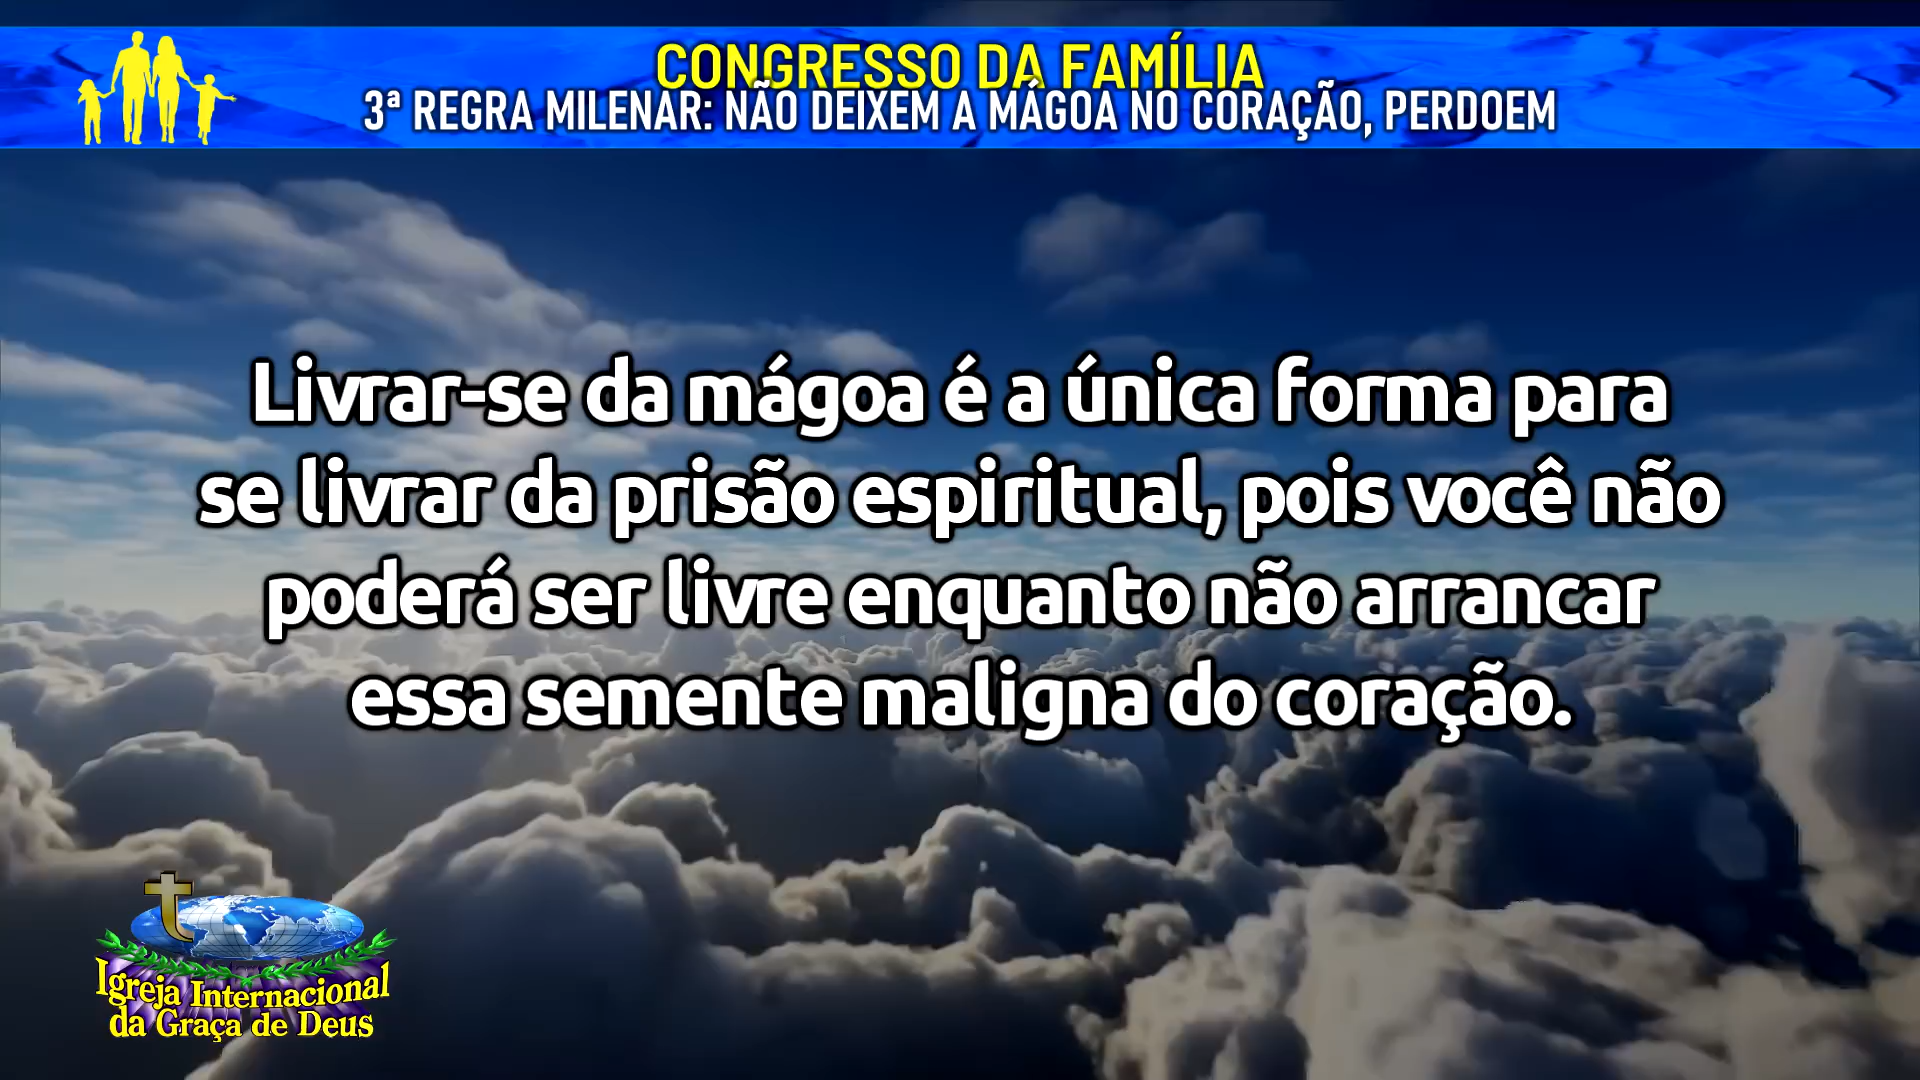 CONGRESSO DA FAMÍLIA
3ª REGRA MILENAR: NÃO DEIXEM A MÁGOA NO CORAÇÃO, PERDOEM
Livrar-se da mágoa é a única forma para
se livrar da prisão espiritual, pois você não
poderá ser livre enquanto não arrancar
essa semente maligna do coração.
Igreja Internacional
da Graça de Deus